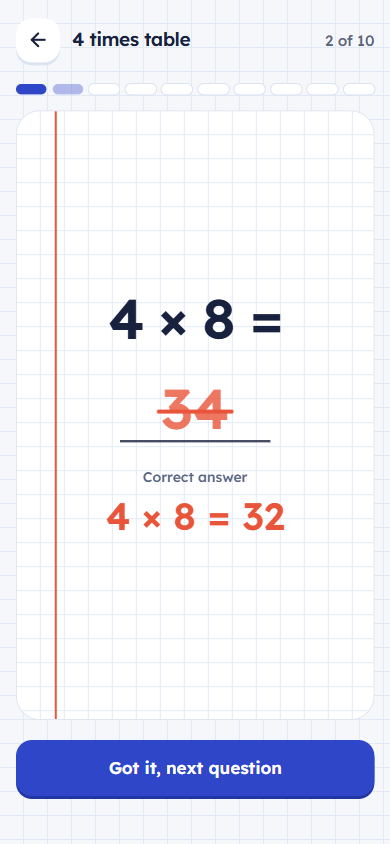 4 times table
2 of 10
4 × 8 =
34
Correct answer
4 × 8 = 32
Got it, next question